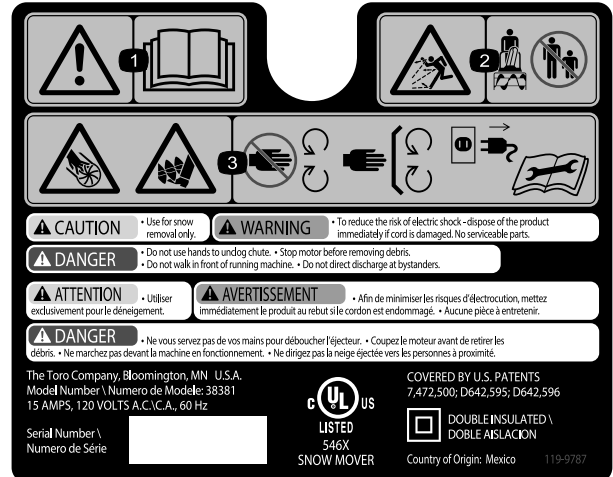 1
2
3
CAUTION
• Use for snow
removal only.
WARNING
• To reduce the risk of electric shock - dispose of the product
immediately if cord is damaged. No serviceable parts.
DANGER
• Do not use hands to unclog chute. • Stop motor before removing debris.
• Do not walk in front of running machine. • Do not direct discharge at bystanders.
ATTENTION
• Utiliser
exclusivement pour le déneigement.
AVERTISSEMENT
• Afin de minimiser les risques d'électrocution, mettez
immédiatement le produit au rebut si le cordon est endommagé. • Aucune pièce à entretenir.
DANGER
• Ne vous servez pas de vos mains pour déboucher l'éjecteur. • Coupez le moteur avant de retirer les
débris. • Ne marchez pas devant la machine en fonctionnement. • Ne dirigez pas la neige éjectée vers les personnes à proximité.
The Toro Company, Bloomington, MN U.S.A.
Model Number \ Numero de Modele: 38381
15 AMPS, 120 VOLTS A.C.\C.A., 60 Hz
Serial Number \
Numero de Série
C UL US
LISTED
546X
SNOW MOVER
COVERED BY U.S. PATENTS
7,472,500; D642,595; D642,596
DOUBLE INSULATED \
DOBLE AISLACION
Country of Origin: Mexico
119-9787